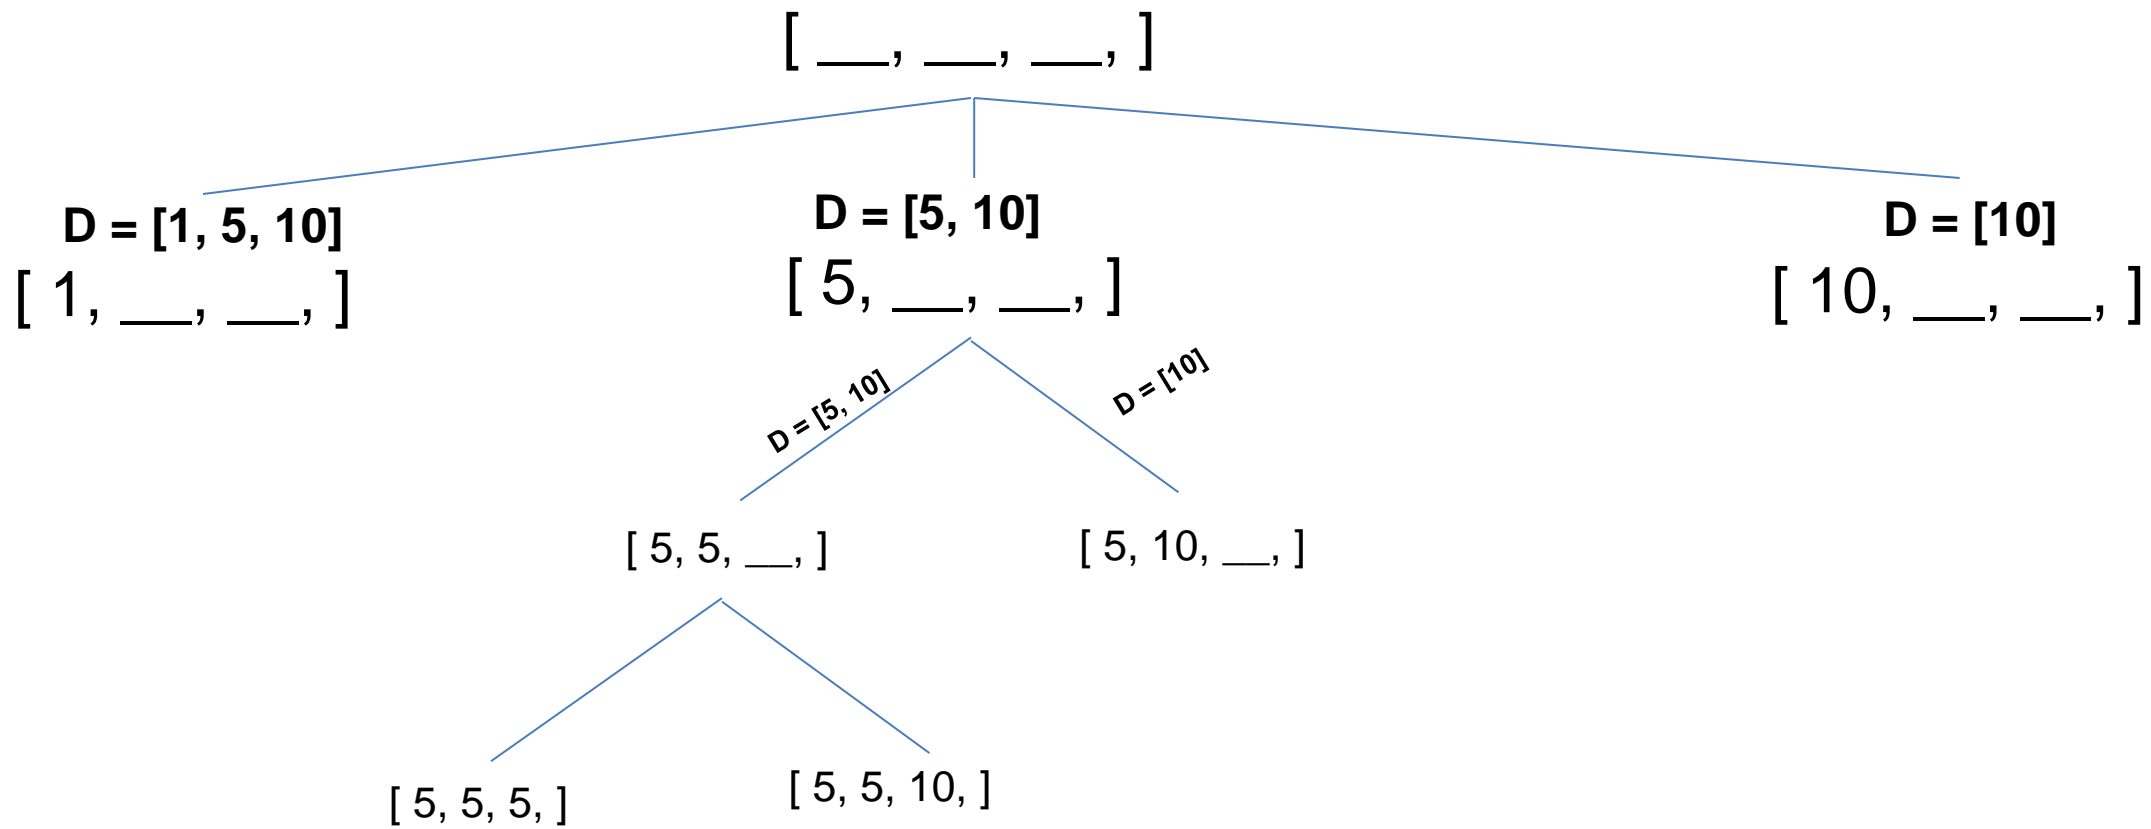 [ __, __, __, ]
D = [1, 5, 10]
[ 1, __, __, ]
D = [5, 10]
[ 5, __, __, ]
D = [10]
[ 10, __, __, ]
D = [5, 10]
D = [10]
[ 5, 5, __, ]
[ 5, 10, __, ]
[ 5, 5, 5, ]
[ 5, 5, 10, ]